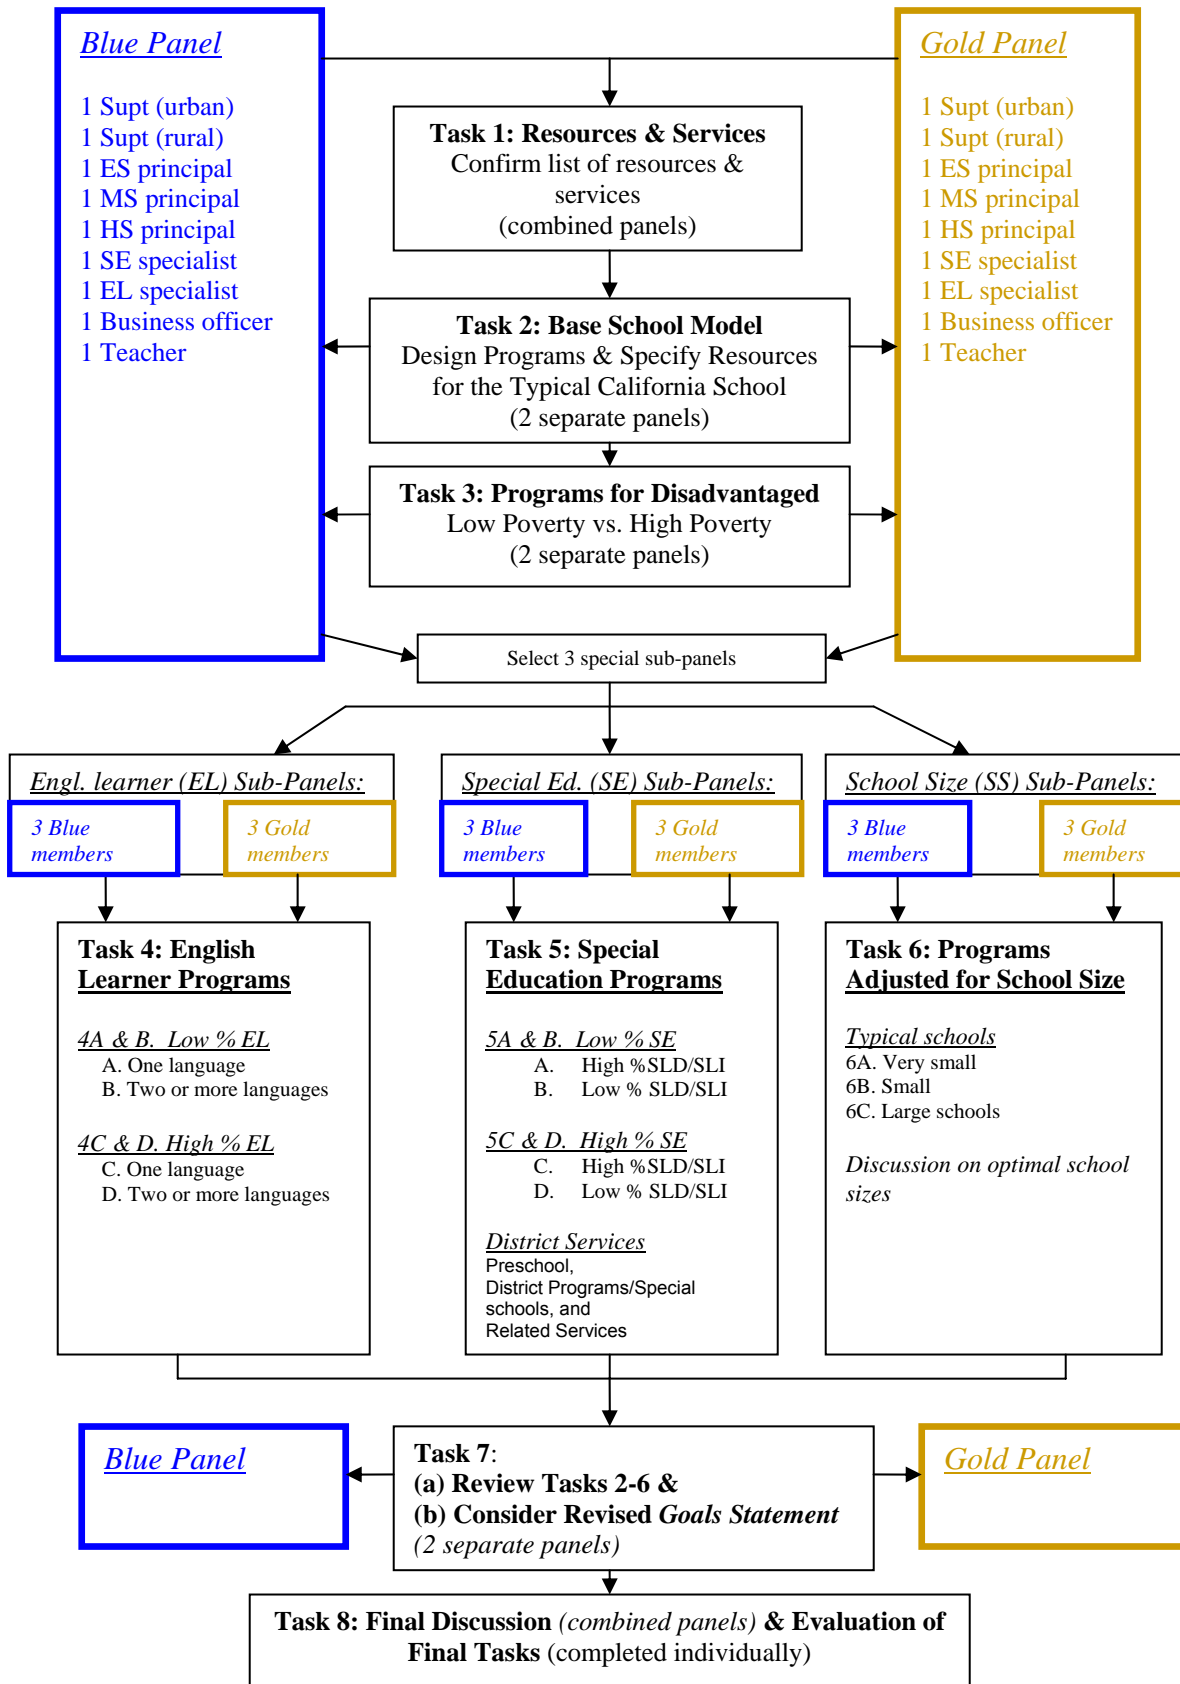 Blue Panel
1 Supt (urban)
1 Supt (rural)
1 ES principal
1 MS principal
1 HS principal
1 SE specialist
1 EL specialist
1 Business officer
1 Teacher
Gold Panel
1 Supt (urban)
1 Supt (rural)
1 ES principal
1 MS principal
1 HS principal
1 SE specialist
1 EL specialist
1 Business officer
1 Teacher
Task 1: Resources & Services
Confirm list of resources &
services
(combined panels)
Task 2: Base School Model
Design Programs & Specify Resources
for the Typical California School
(2 separate panels)
Task 3: Programs for Disadvantaged
Low Poverty vs. High Poverty
(2 separate panels)
Select 3 special sub-panels
Engl. learner (EL) Sub-Panels:
3 Blue
members
3 Gold
members
Special Ed. (SE) Sub-Panels:
3 Blue
members
3 Gold
members
School Size (SS) Sub-Panels:
3 Blue
members
3 Gold
members
Task 4: English
Learner Programs
4A & B. Low % EL
A. One language
B. Two or more languages
4C & D. High % EL
C. One language
D. Two or more languages
Task 5: Special
Education Programs
5A & B. Low % SE
A. High %SLD/SLI
B. Low % SLD/SLI
5C & D. High % SE
C. High %SLD/SLI
D. Low % SLD/SLI
District Services
Preschool,
District Programs/Special
schools, and
Related Services
Task 6: Programs
Adjusted for School Size
Typical schools
6A. Very small
6B. Small
6C. Large schools
Discussion on optimal school
sizes
Blue Panel
Task 7:
(a) Review Tasks 2-6 &
(b) Consider Revised Goals Statement
(2 separate panels)
Gold Panel
Task 8: Final Discussion (combined panels) & Evaluation of
Final Tasks (completed individually)